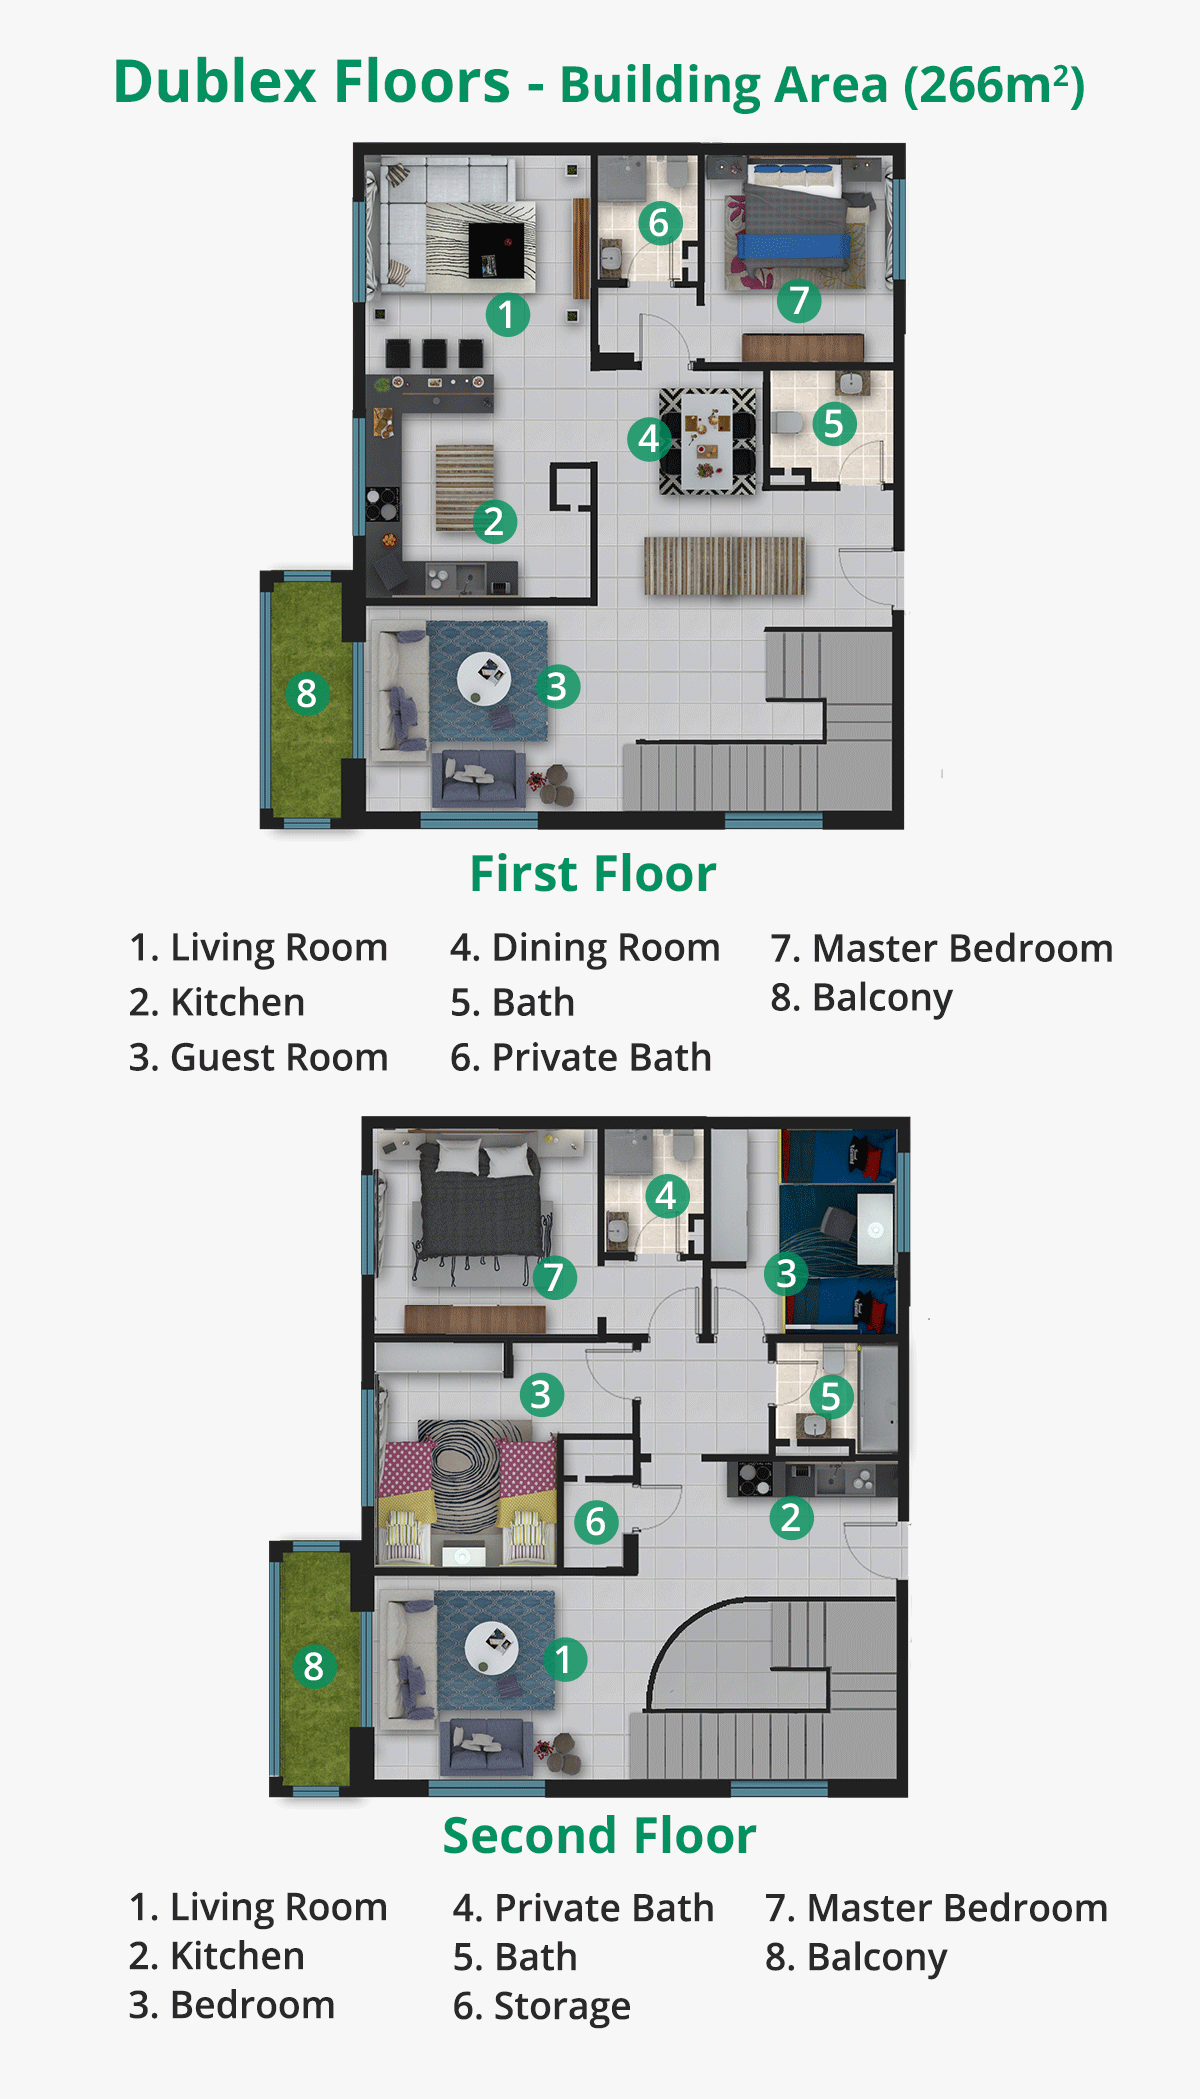 Dublex Floors - Building Area (266m²)
1
6
7
4
5
2
3
8
First Floor
1. Living Room
2. Kitchen
3. Guest Room
4. Dining Room
5. Bath
6. Private Bath
7. Master Bedroom
8. Balcony
4
7
3
3
5
6
2
1
8
Second Floor
1. Living Room
2. Kitchen
3. Bedroom
4. Private Bath
5. Bath
6. Storage
7. Master Bedroom
8. Balcony